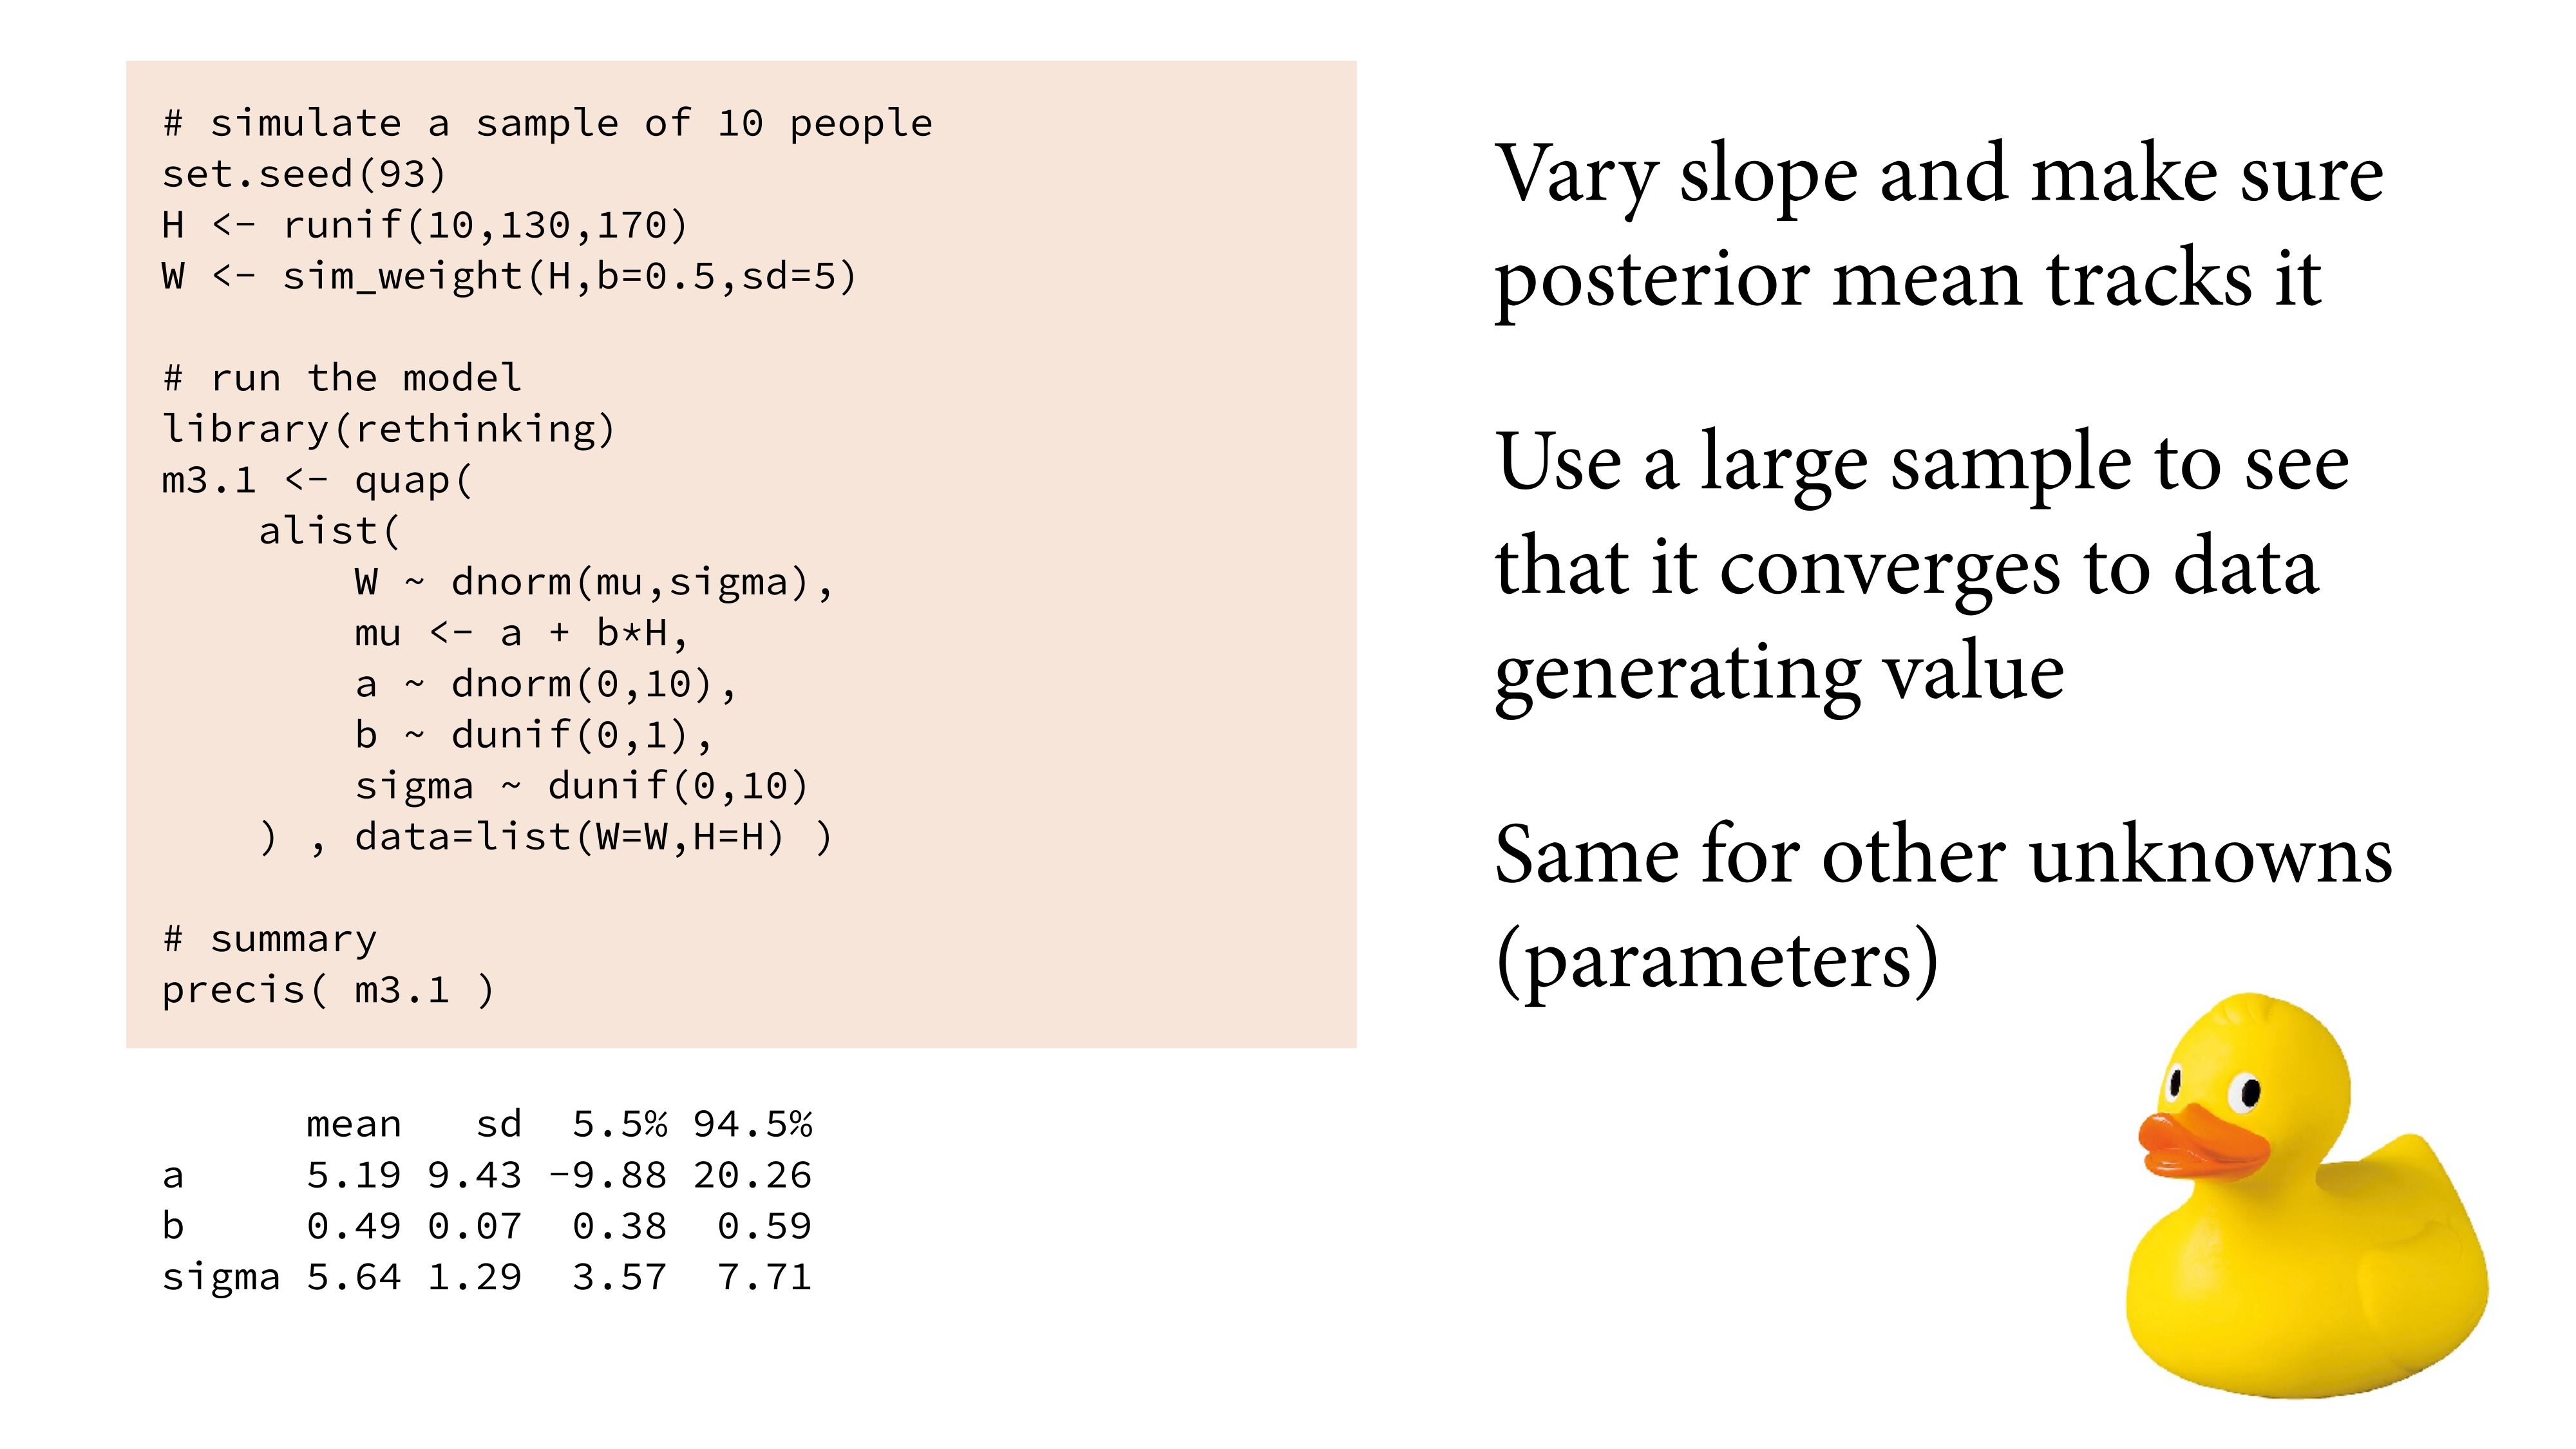 # simulate a sample of 10 people
set.seed(93)
H <- runif(10,130,170)
W <- sim_weight(H,b=0.5,sd=5)

# run the model
library(rethinking)
m3.1 <- quap(
    alist(
        W ~ dnorm(mu,sigma),
        mu <- a + b*H,
        a ~ dnorm(0,10),
        b ~ dunif(0,1),
        sigma ~ dunif(0,10)
    ) , data=list(W=W,H=H) )

# summary
precis( m3.1 )

      mean   sd  5.5% 94.5%
a     5.19 9.43 −9.88 20.26
b     0.49 0.07  0.38  0.59
sigma 5.64 1.29  3.57  7.71

Vary slope and make sure
posterior mean tracks it
Use a large sample to see
that it converges to data
generating value
Same for other unknowns
(parameters)